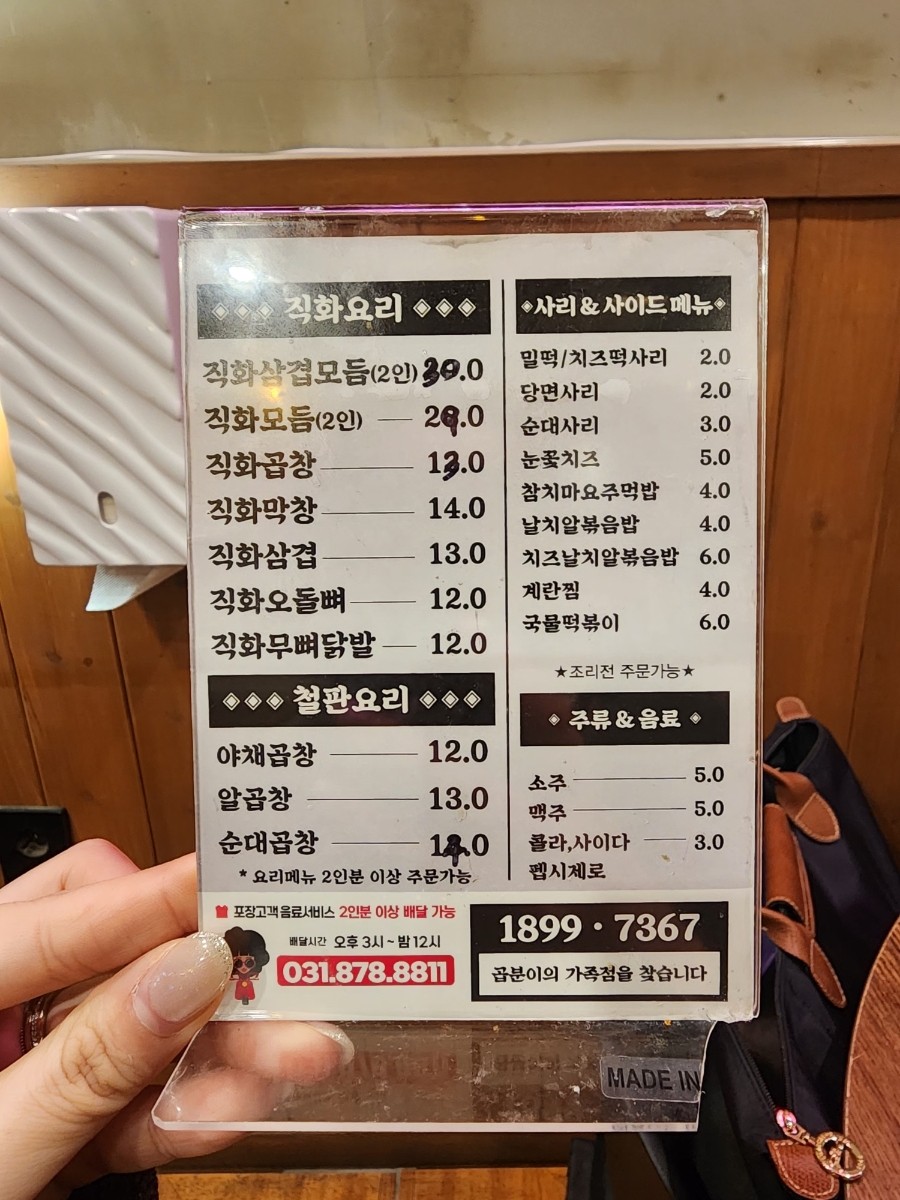 직화요리
직화삼겹모듬(2인) 30.0
직화모듬(2인) 29.0
직화곱창 13.0
직화막창 14.0
직화삼겹 13.0
직화오돌뼈 12.0
직화무뼈닭발 12.0
철판요리
야채곱창 12.0
알곱창 13.0
순대곱창 14.0
* 요리메뉴 2인분 이상 주문가능
사리 & 사이드 메뉴
밀떡/치즈떡사리 2.0
당면사리 2.0
순대사리 3.0
눈꽃치즈 5.0
참치마요주먹밥 4.0
날치알볶음밥 4.0
치즈날치알볶음밥 6.0
계란찜 4.0
국물떡볶이 6.0
★조리전 주문가능★
주류 & 음료
소주 5.0
맥주 5.0
콜라,사이다 3.0
펩시제로
포장고객 음료서비스 2인분 이상 배달 가능
배달시간 오후 3시 ~ 밤 12시
031.878.8811
1899 · 7367
곱분이의 가족점을 찾습니다
MADE IN